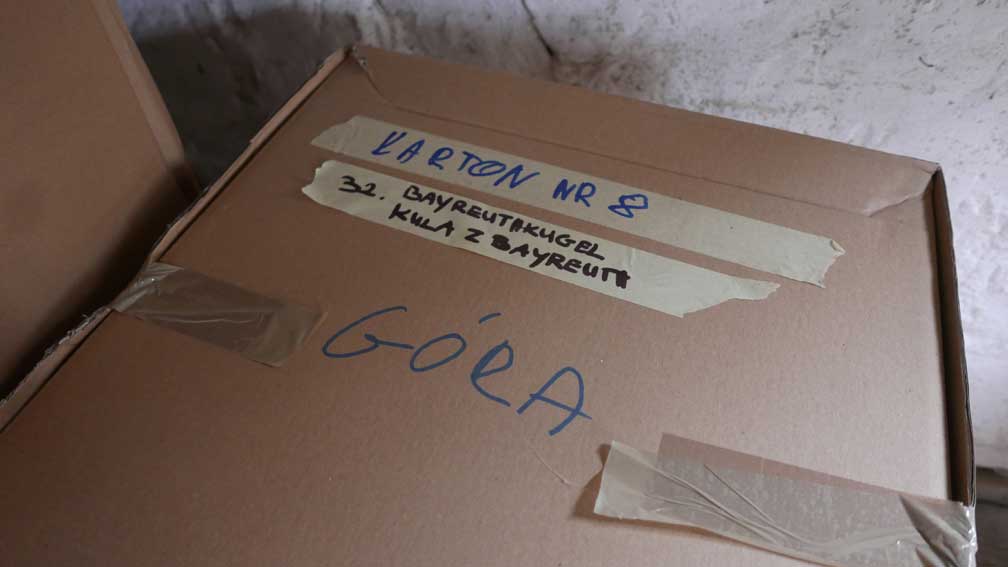 KARTON NR 8
32. BAYREUTHKUGEL
KULA Z BAYREUTH
GÓRA